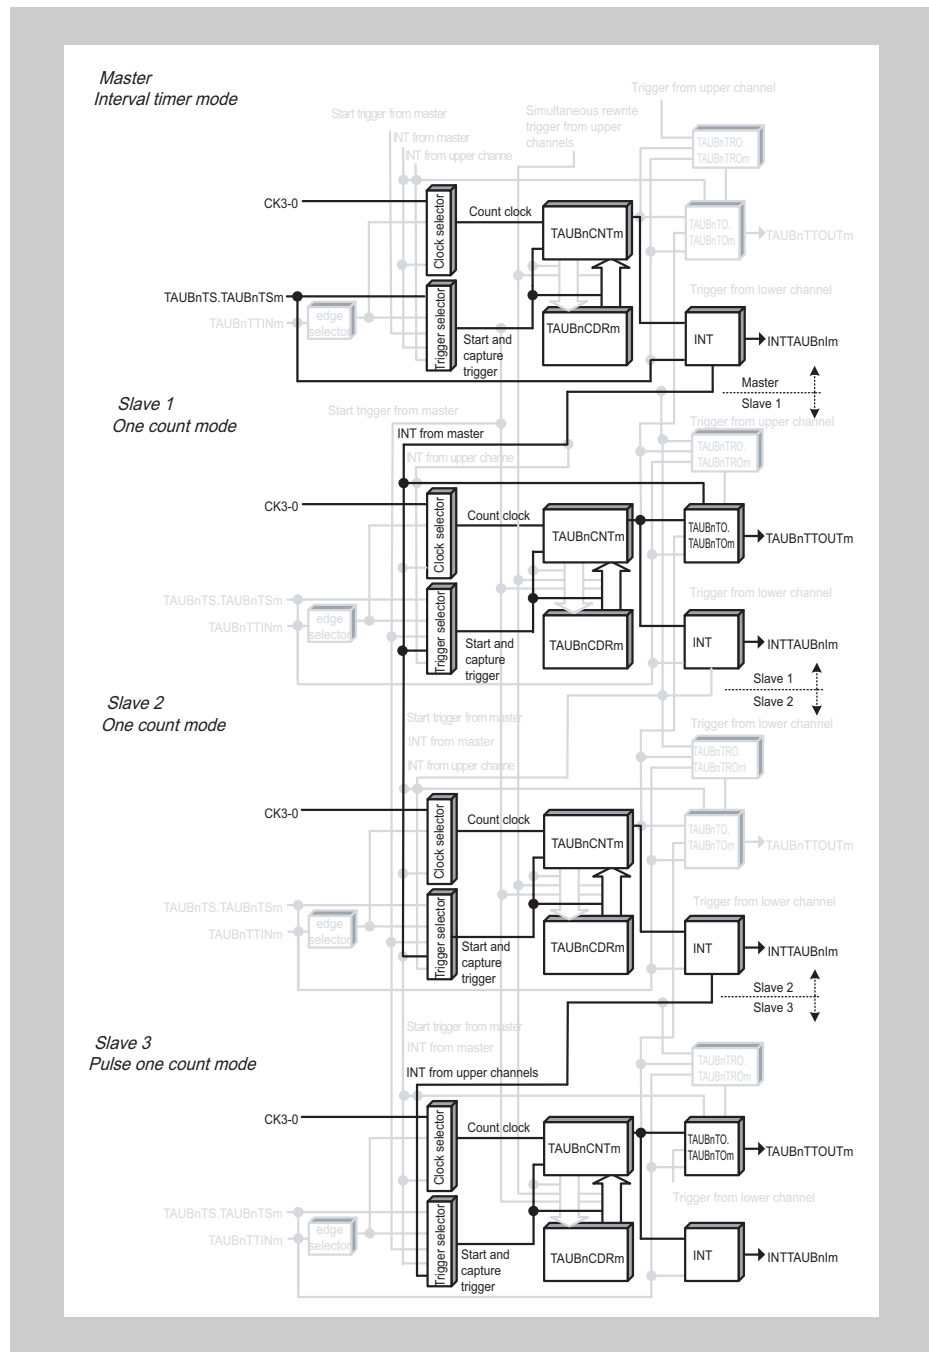 Master
Interval timer mode
Trigger from upper channel
Start trigger from master
Simultaneous rewrite
trigger from upper
channels
INT from master
INT from upper channe
TAUBnTRO.
TAUBnTROm
CK3-0
Clock selector
Count clock
TAUBnCNTm
TAUBnTO.
TAUBnTOm
TAUBnTTOUTm
TAUBnTS.TAUBnTSm
TAUBnTTINm
edge
selector
Trigger selector
Start and
capture
trigger
TAUBnCDRm
Trigger from lower channel
INT
INTTAUBnIm
Master
Slave 1
Slave 1
One count mode
Start trigger from master
Trigger from upper channel
INT from master
INT from upper channe
TAUBnTRO.
TAUBnTROm
CK3-0
Clock selector
Count clock
TAUBnCNTm
TAUBnTO.
TAUBnTOm
TAUBnTTOUTm
TAUBnTS.TAUBnTSm
TAUBnTTINm
edge
selector
Trigger selector
Start and
capture
trigger
TAUBnCDRm
Trigger from lower channel
INT
INTTAUBnIm
Slave 1
Slave 2
Slave 2
One count mode
Start trigger from master
Trigger from lower channel
INT from master
INT from upper channe
TAUBnTRO.
TAUBnTROm
CK3-0
Clock selector
Count clock
TAUBnCNTm
TAUBnTO.
TAUBnTOm
TAUBnTTOUTm
TAUBnTS.TAUBnTSm
TAUBnTTINm
edge
selector
Trigger selector
Start and
capture
trigger
TAUBnCDRm
Trigger from lower channel
INT
INTTAUBnIm
Slave 2
Slave 3
Slave 3
Pulse one count mode
Start trigger from master
INT from master
INT from upper channels
TAUBnTRO.
TAUBnTROm
CK3-0
Clock selector
Count clock
TAUBnCNTm
TAUBnTO.
TAUBnTOm
TAUBnTTOUTm
Trigger from lower channel
TAUBnTS.TAUBnTSm
TAUBnTTINm
edge
selector
Trigger selector
Start and
capture
trigger
TAUBnCDRm
INT
INTTAUBnIm